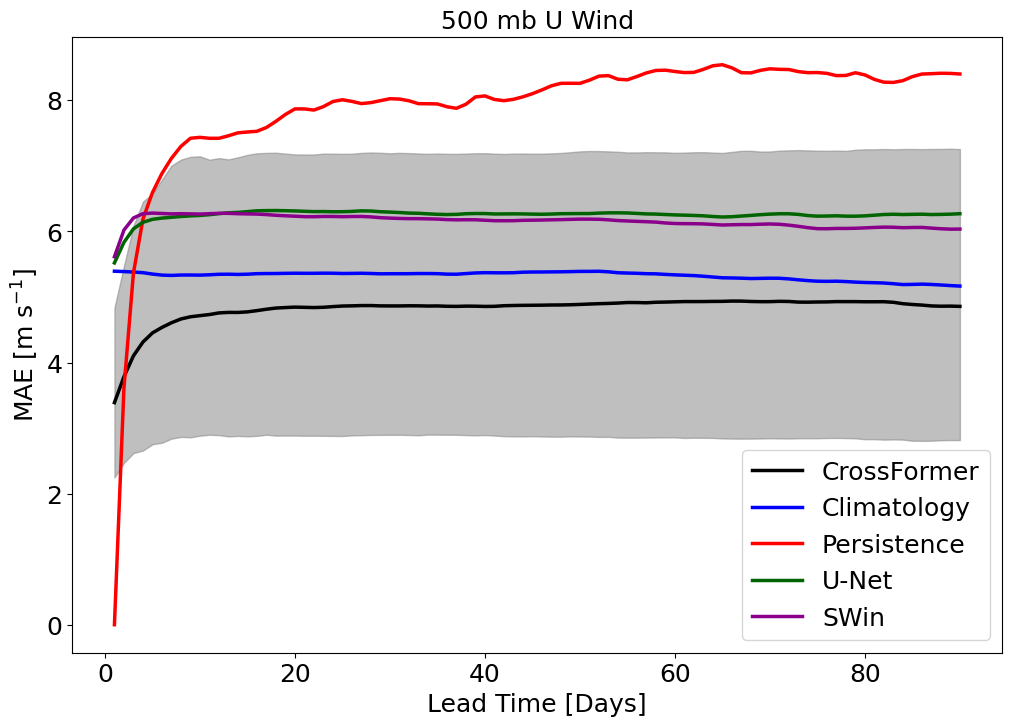 500 mb U Wind
MAE [m s⁻¹]
8
6
4
2
0
0 20 40 60 80
Lead Time [Days]
CrossFormer
Climatology
Persistence
U-Net
SWin